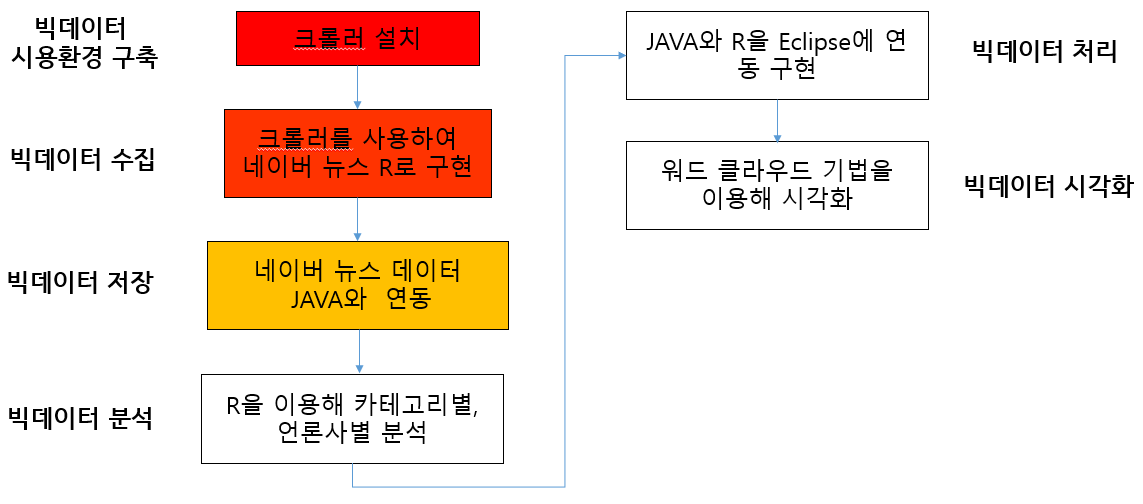 빅데이터
시용환경 구축
크롤러 설치
빅데이터 수집
크롤러를 사용하여
네이버 뉴스 R로 구현
빅데이터 저장
네이버 뉴스 데이터
JAVA와 연동
빅데이터 분석
R을 이용해 카테고리별,
언론사별 분석
JAVA와 R을 Eclipse에 연
동 구현
빅데이터 처리
워드 클라우드 기법을
이용해 시각화
빅데이터 시각화